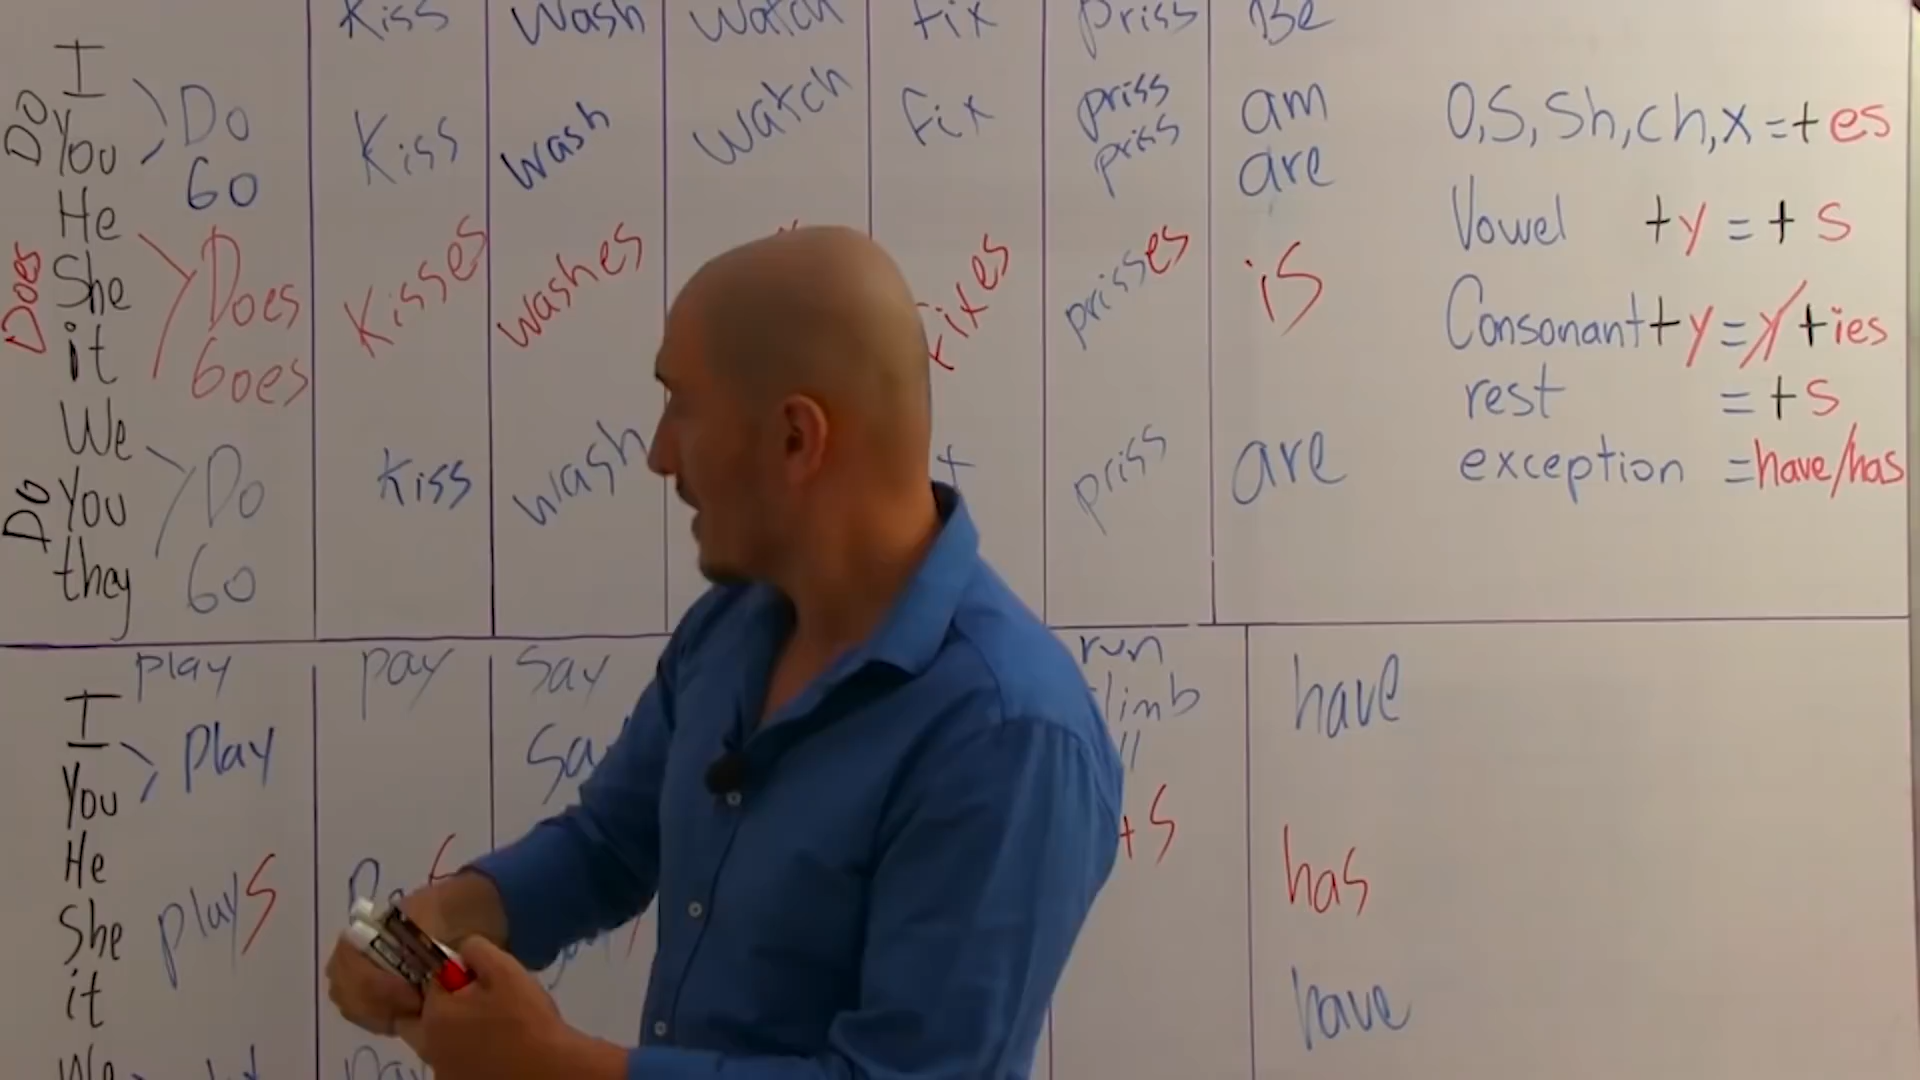 Kiss Wash Watch fix priss Be
I
DO You Do Kiss wash watch fix priss am
Go priss are
He
Does She Does Kisses washes fixes prisses is
it Goes
We
DO You Do Kiss wash priss are
they Go
O, S, Sh, ch, x = + es
Vowel + y = + s
Consonant + y = y + ies
rest = + s
exception = have/has
play pay Say run have
I
You play
He
She plays + S has
it
have